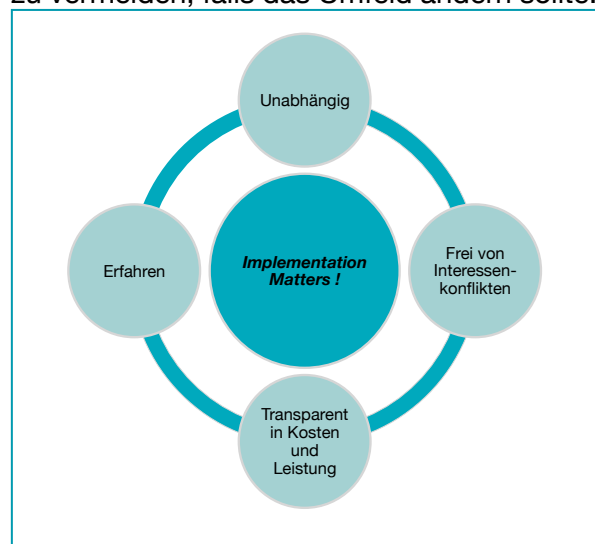 zu vermeiden, falls das Umfeld ändern sollte.
Unabhängig
Erfahren
Implementation
Matters !
Frei von
Interessen-
konflikten
Transparent
in Kosten
und
Leistung